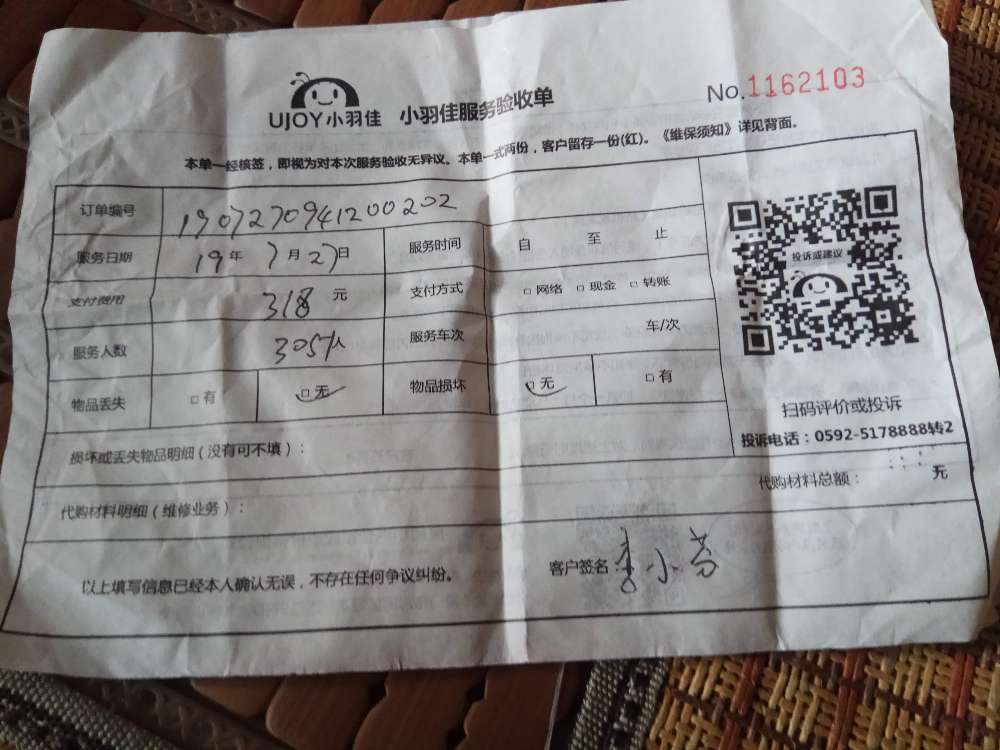 UJOY小羽佳 小羽佳服务验收单 No.1162103
本单一经核签，即视为对本次服务验收无异议。本单一式两份，客户留存一份(红)。《维保须知》详见背面。
订单编号 1907270941200202
服务日期 19年7月27日 服务时间 自 至 止
支付费用 318 元 支付方式 □网络 □现金 □转账
服务人数 服务车次 车/次
物品丢失 □有 □无 物品损坏 □无 □有
投诉或建议
扫码评价或投诉
投诉电话：0592-5178888转2
损坏或丢失物品明细（没有可不填）：
代购材料明细（维修业务）： 代购材料总额： 元
以上填写信息已经本人确认无误，不存在任何争议纠纷。 客户签名 李小芬